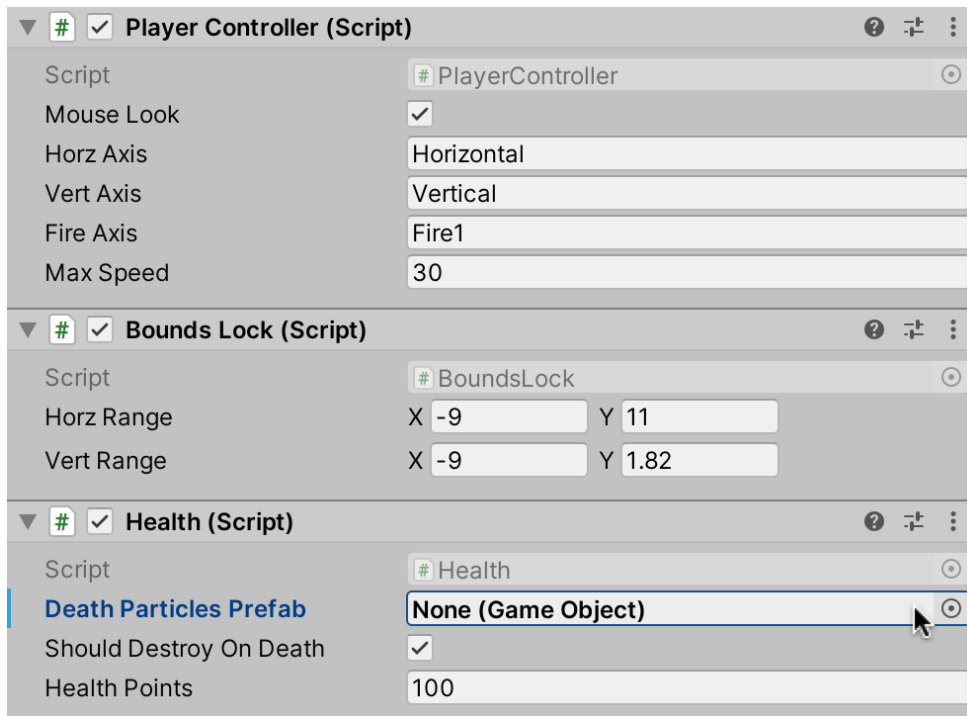 # Player Controller (Script)
Script # PlayerController
Mouse Look
Horz Axis Horizontal
Vert Axis Vertical
Fire Axis Fire1
Max Speed 30
# Bounds Lock (Script)
Script # BoundsLock
Horz Range X -9 Y 11
Vert Range X -9 Y 1.82
# Health (Script)
Script # Health
Death Particles Prefab None (Game Object)
Should Destroy On Death
Health Points 100